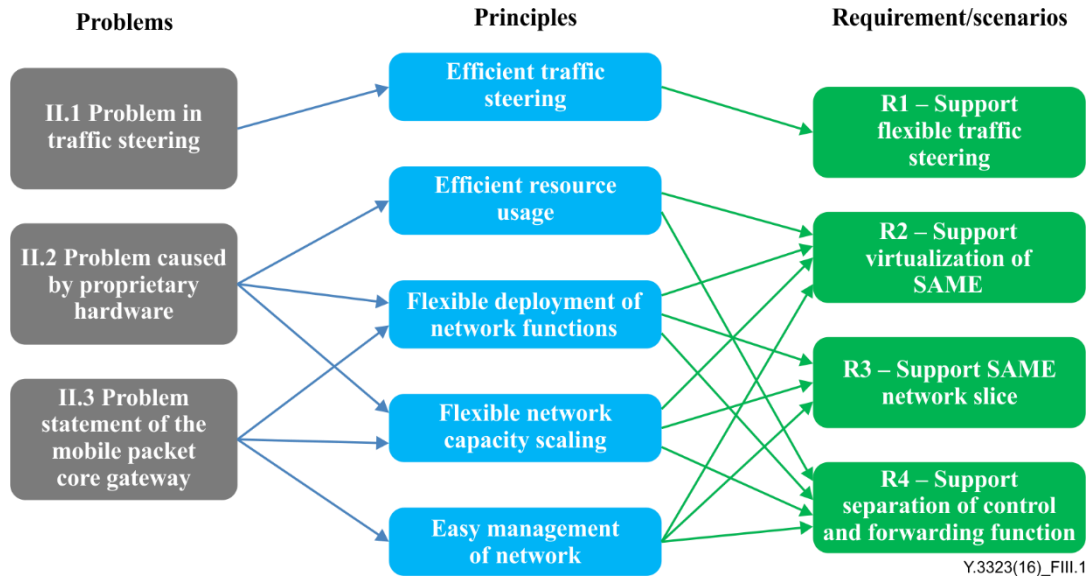 Problems
Principles
Requirement/scenarios
II.1 Problem in
traffic steering
II.2 Problem caused
by proprietary
hardware
II.3 Problem
statement of the
mobile packet
core gateway
Efficient traffic
steering
Efficient resource
usage
Flexible deployment of
network functions
Flexible network
capacity scaling
Easy management
of network
R1 – Support
flexible traffic
steering
R2 – Support
virtualization of
SAME
R3 – Support SAME
network slice
R4 – Support
separation of control
and forwarding function
Y.3323(16)_FIII.1